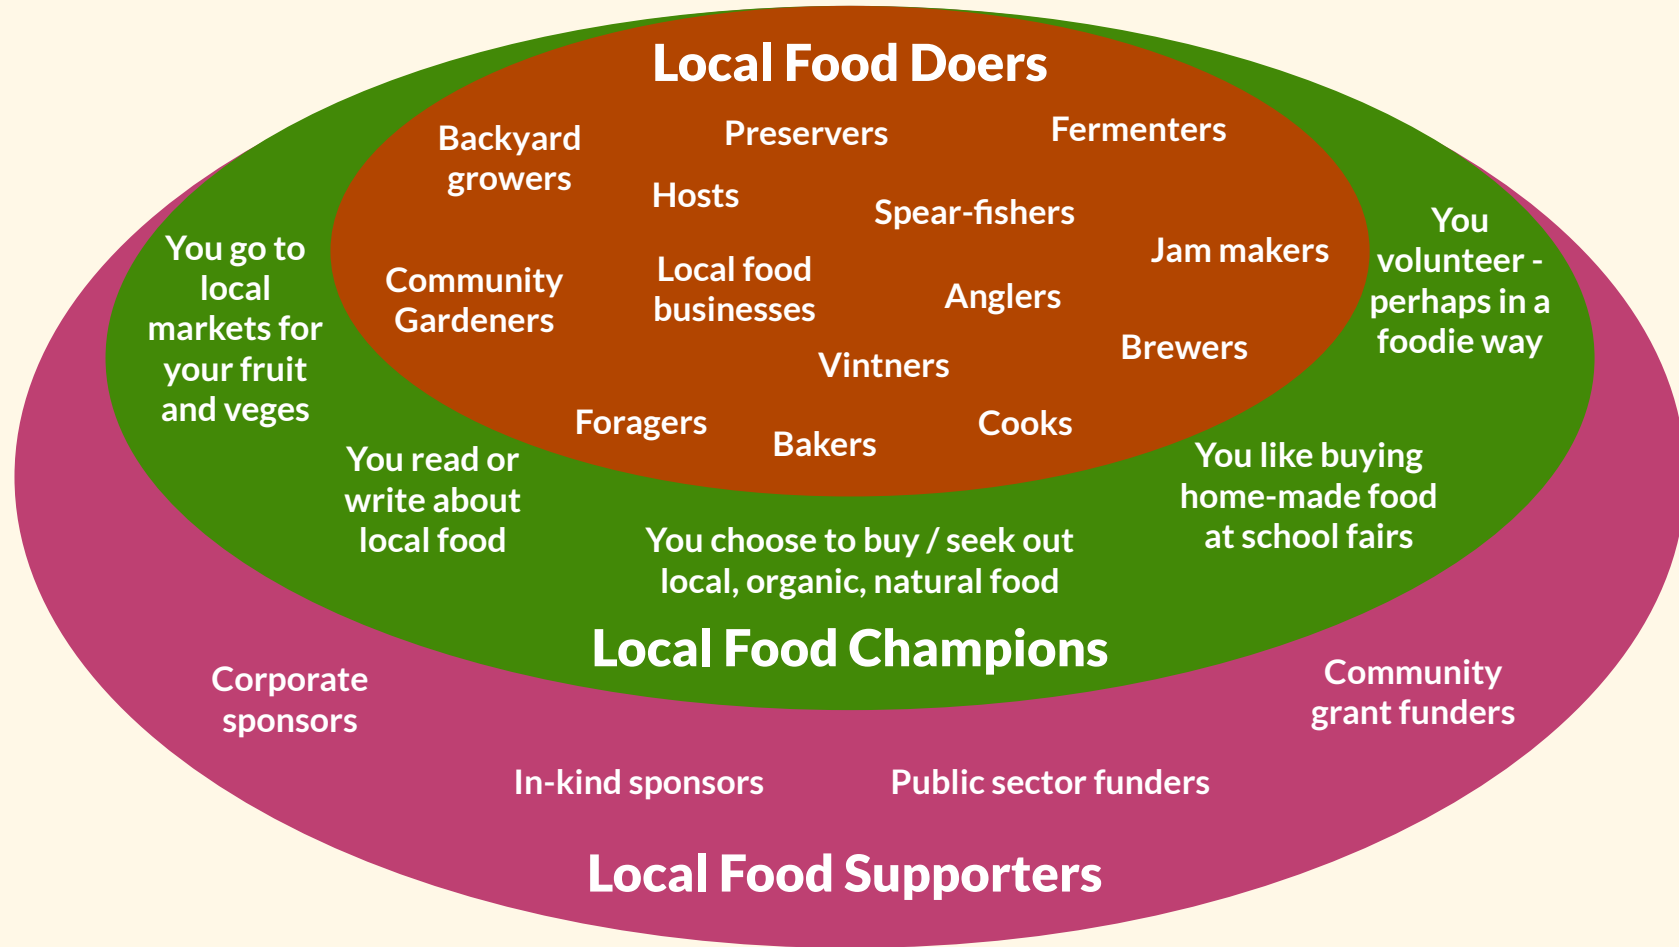 Local Food Doers
Backyard
growers
Preservers
Fermenters
Hosts
Spear-fishers
Jam makers
Community
Gardeners
Local food
businesses
Anglers
Brewers
Vintners
Foragers
Bakers
Cooks
You go to
local
markets for
your fruit
and veges
You
volunteer -
perhaps in a
foodie way
You read or
write about
local food
You choose to buy / seek out
local, organic, natural food
You like buying
home-made food
at school fairs
Local Food Champions
Corporate
sponsors
In-kind sponsors
Public sector funders
Community
grant funders
Local Food Supporters